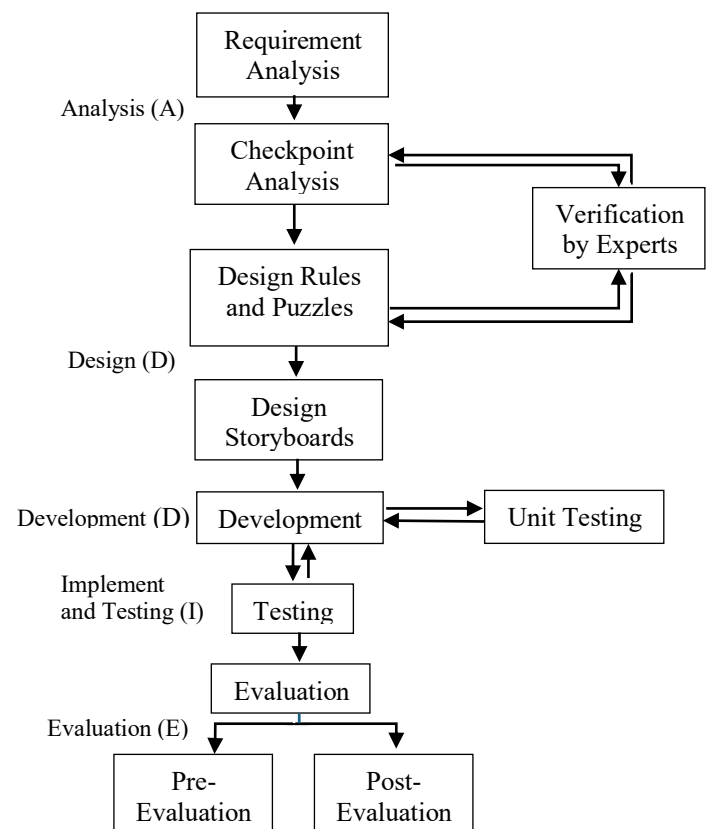 Requirement
Analysis
Analysis (A)
Checkpoint
Analysis
Verification
by Experts
Design Rules
and Puzzles
Design (D)
Design
Storyboards
Development (D)
Development
Unit Testing
Implement
and Testing (I)
Testing
Evaluation
Evaluation (E)
Pre-
Evaluation
Post-
Evaluation